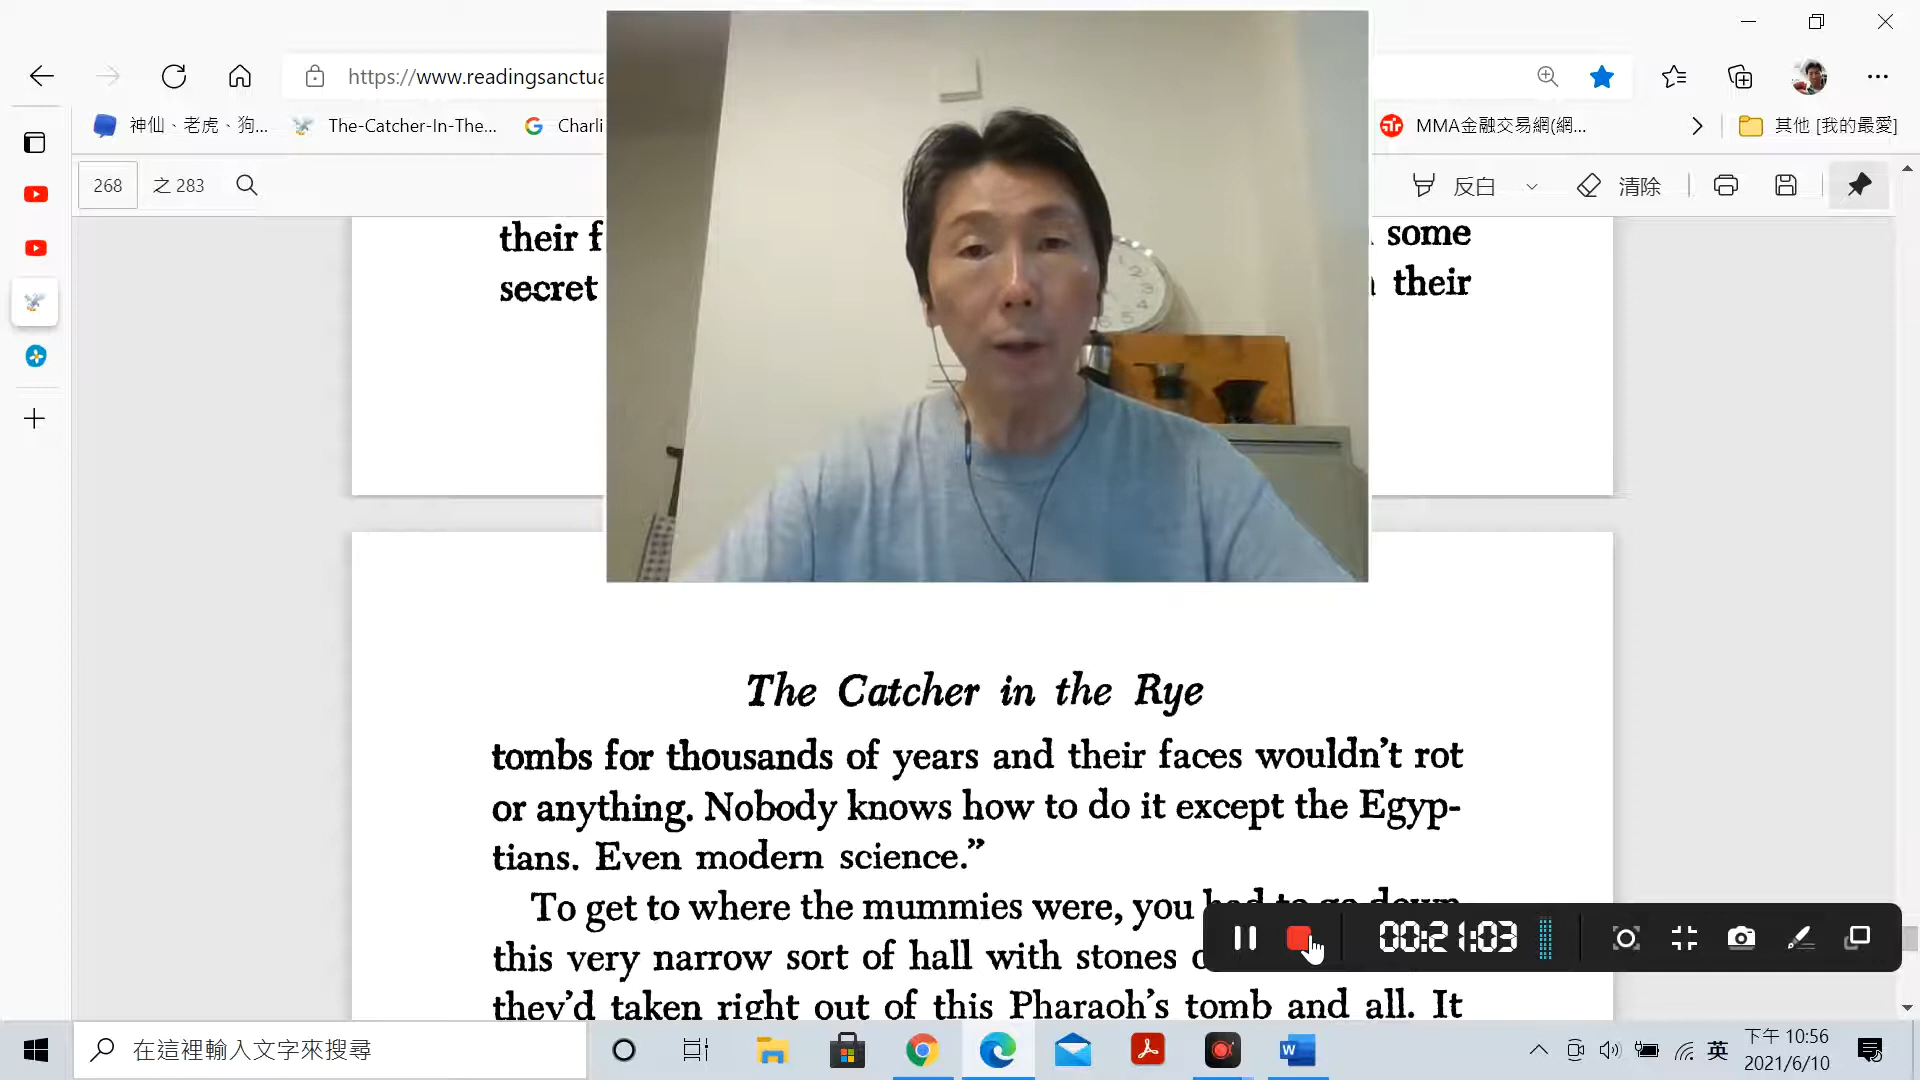 https://www.readingsanctua
神仙、老虎、狗...
The-Catcher-In-The...
Charli
MMA金融交易網(網...
其他 [我的最愛]
268 之 283
反白
清除
their f
some
secret
their
The Catcher in the Rye
tombs for thousands of years and their faces wouldn't rot
or anything. Nobody knows how to do it except the Egyp-
tians. Even modern science.”
To get to where the mummies were, you had to go down
this very narrow sort of hall with stones
they'd taken right out of this Pharaoh's tomb and all. It
00:21:03
在這裡輸入文字來搜尋
英
下午 10:56
2021/6/10